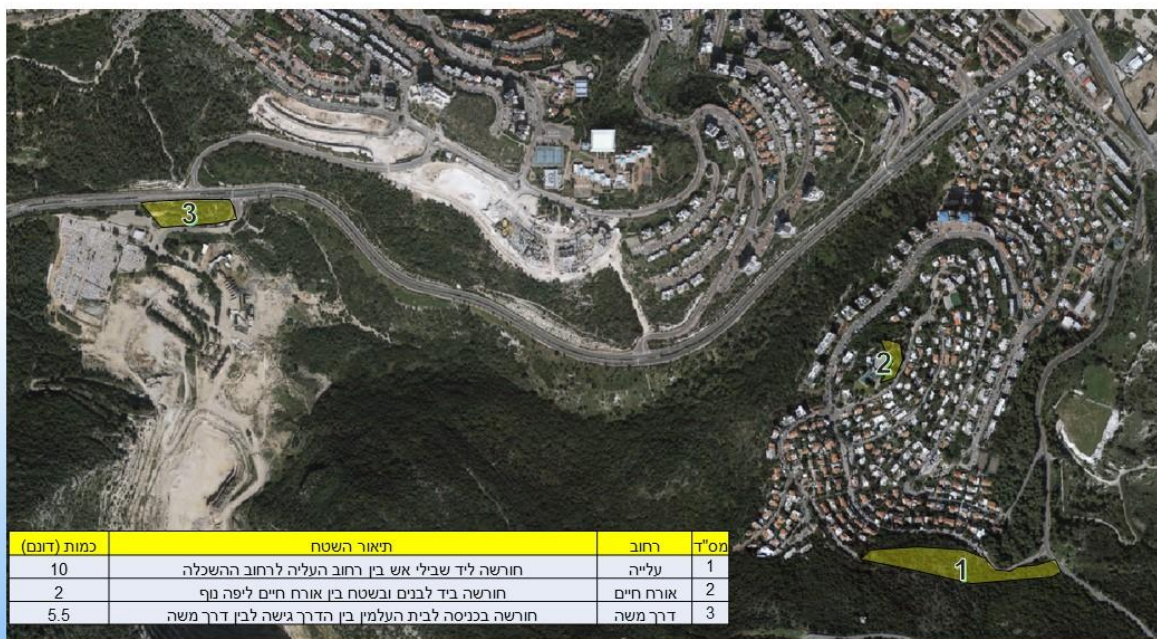 3
2
1
מס"ד רחוב תיאור השטח כמות (דונם)
1 עלייה חורשה ליד שבילי אש בין רחוב העליה לרחוב ההשכלה 10
2 אורח חיים חורשה ביד לבנים ובשטח בין אורח חיים ליפה נוף 2
3 דרך משה חורשה בכניסה לבית העלמין בין הדרך גישה לבין דרך משה 5.5